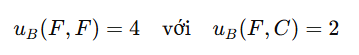 u_B(F, F) = 4 với u_B(F, C) = 2